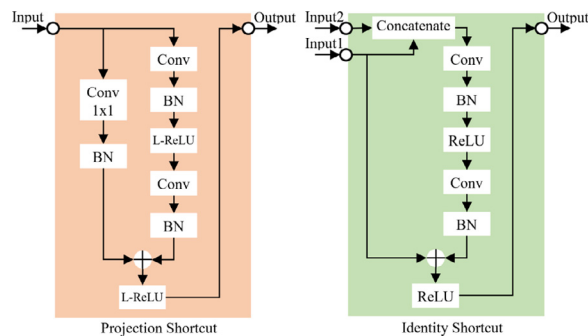 Input
Output
Conv
1x1
BN
Conv
BN
L-ReLU
Conv
BN
L-ReLU
Projection Shortcut
Input2
Input1
Concatenate
Output
Conv
BN
ReLU
Conv
BN
ReLU
Identity Shortcut